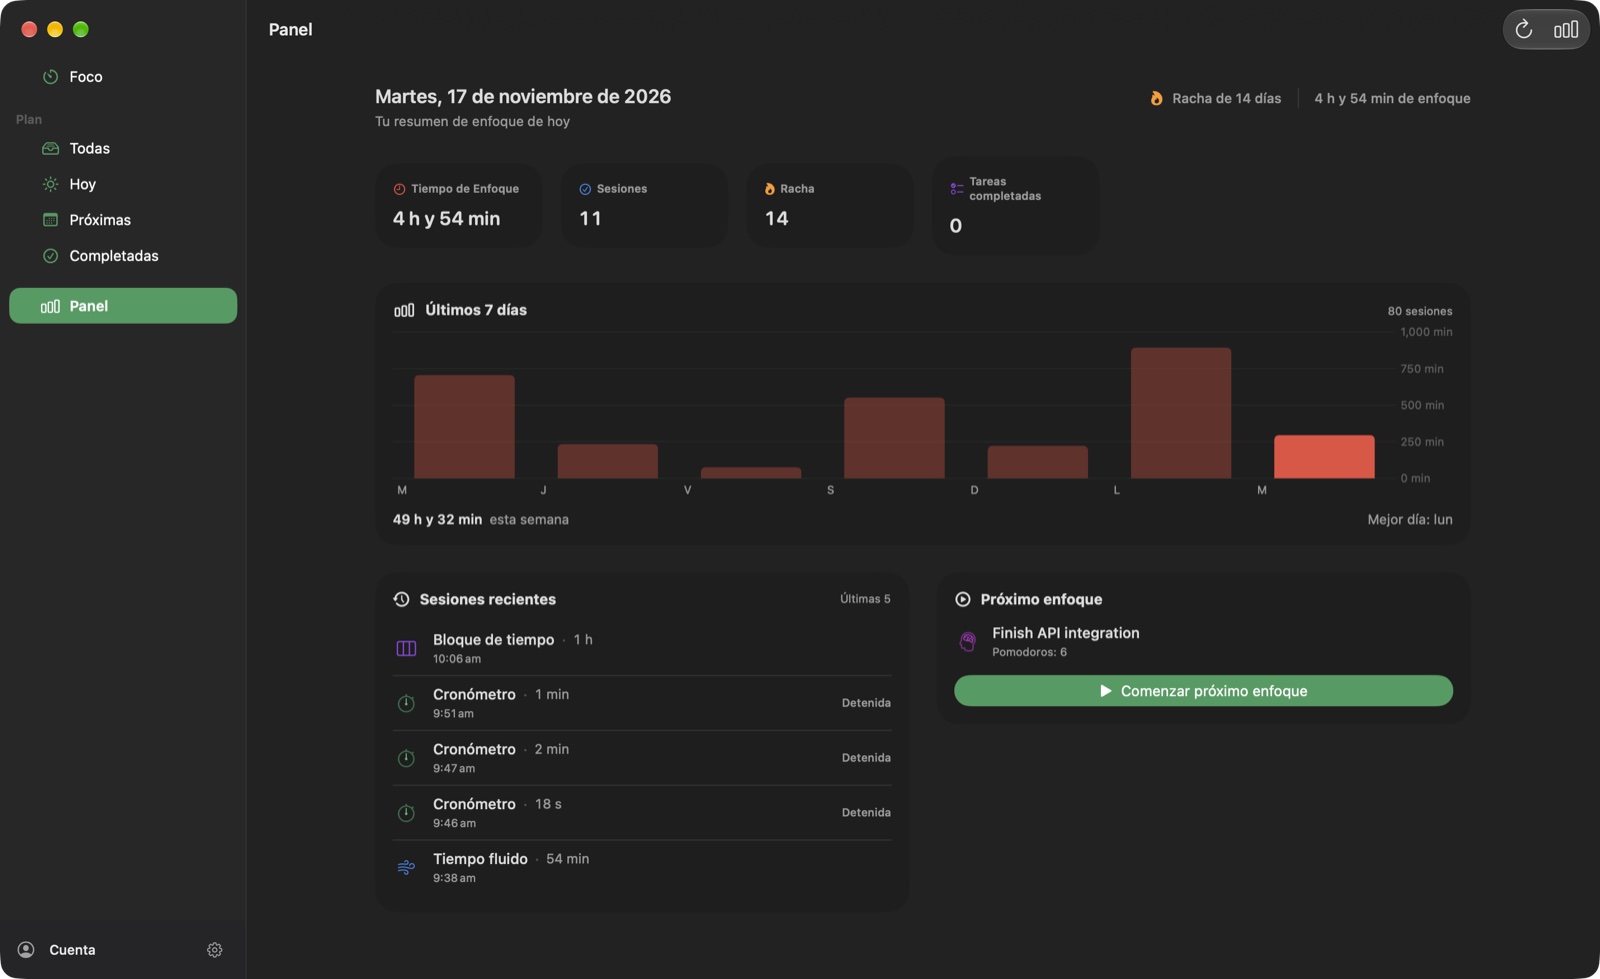 Panel
Foco
Plan
Todas
Hoy
Próximas
Completadas
Panel
Cuenta
Martes, 17 de noviembre de 2026
Tu resumen de enfoque de hoy
Racha de 14 días
4 h y 54 min de enfoque
Tiempo de Enfoque
4 h y 54 min
Sesiones
11
Racha
14
Tareas
completadas
0
Últimos 7 días
80 sesiones
1,000 min
750 min
500 min
250 min
0 min
M J V S D L M
49 h y 32 min esta semana
Mejor día: lun
Sesiones recientes
Últimas 5
Bloque de tiempo · 1 h
10:06 am
Cronómetro · 1 min
9:51 am
Detenida
Cronómetro · 2 min
9:47 am
Detenida
Cronómetro · 18 s
9:46 am
Detenida
Tiempo fluido · 54 min
9:38 am
Próximo enfoque
Finish API integration
Pomodoros: 6
Comenzar próximo enfoque